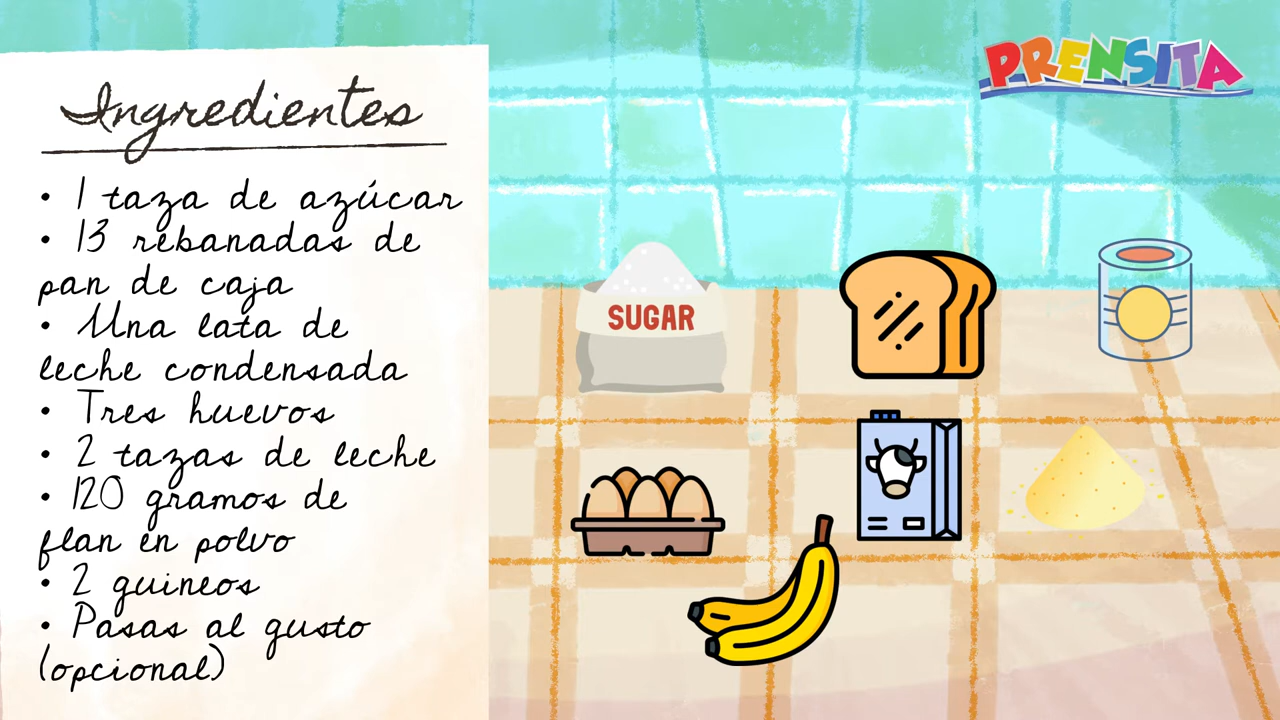 PRENSITA
Ingredientes
• 1 taza de azúcar
• 13 rebanadas de
pan de caja
• Una lata de
leche condensada
• Tres huevos
• 2 tazas de leche
• 120 gramos de
flan en polvo
• 2 guineos
• Pasas al gusto
(opcional)
SUGAR